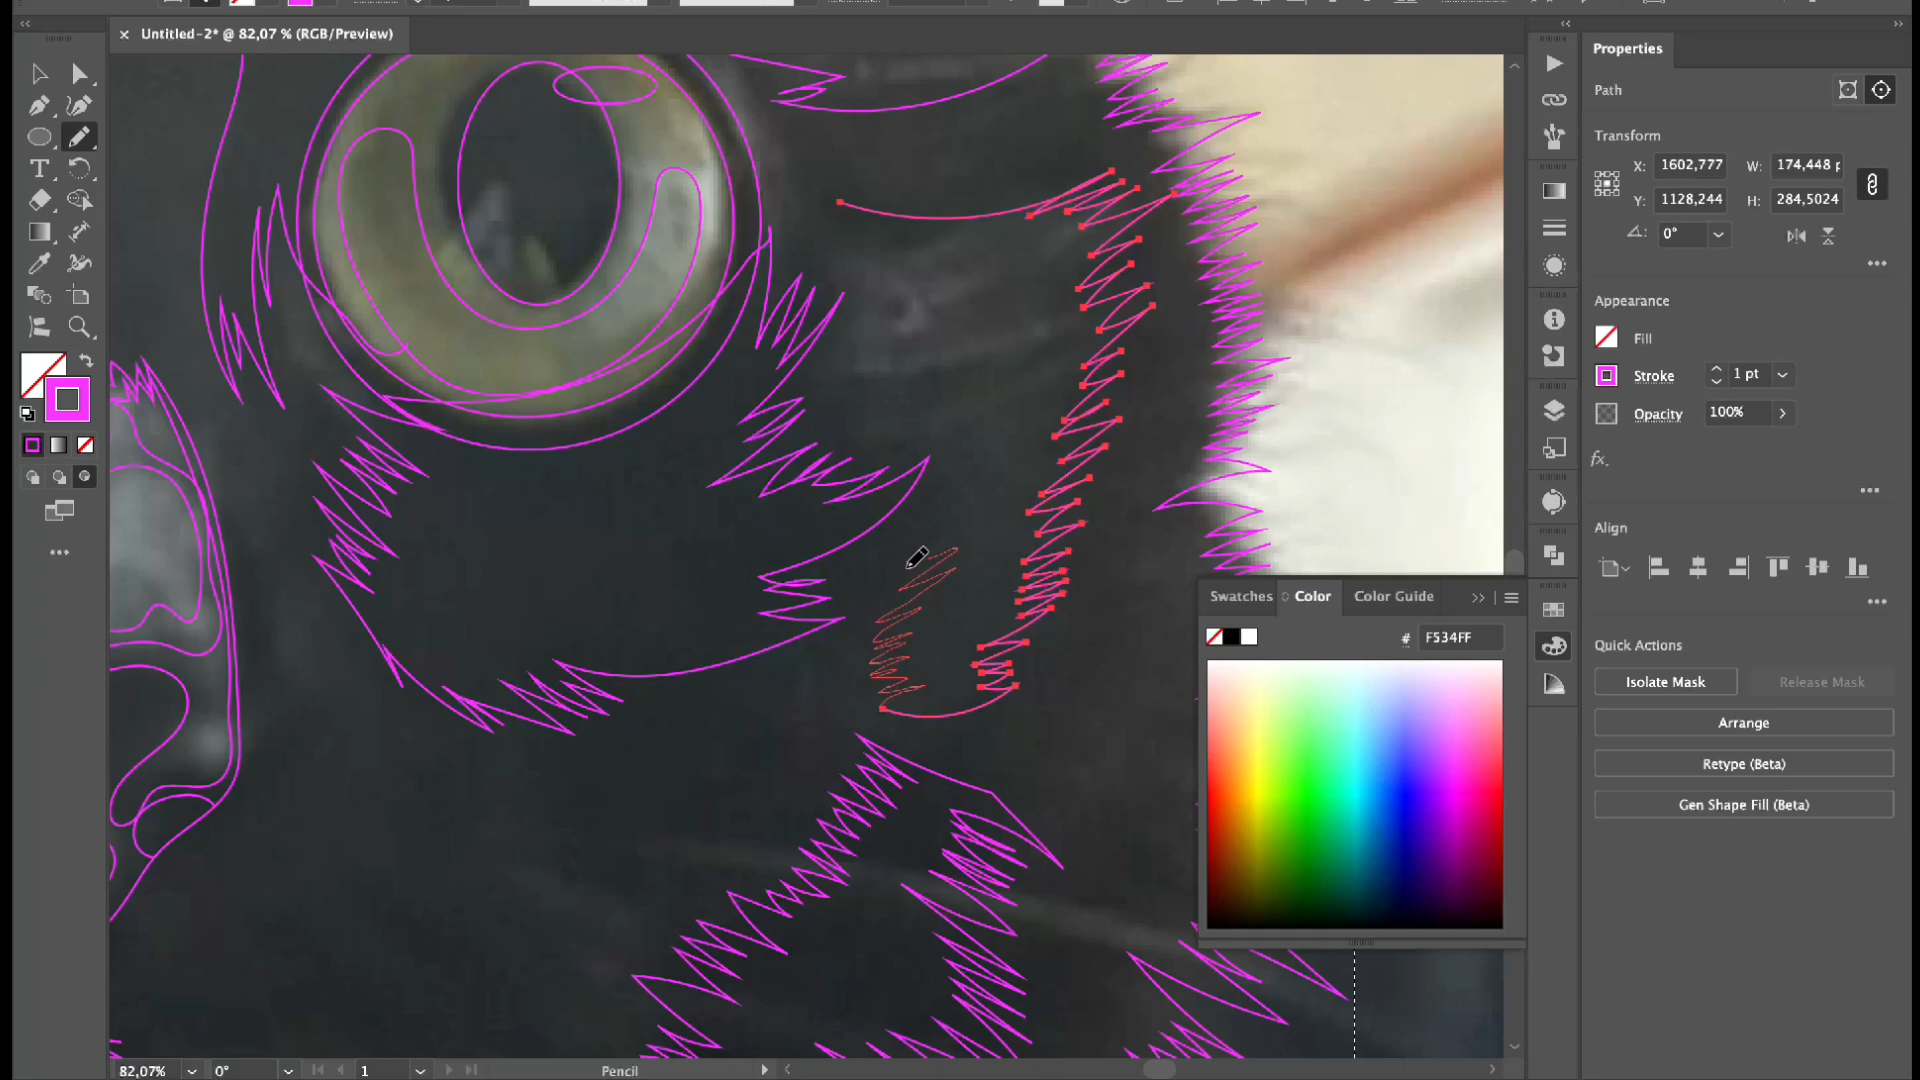 Untitled-2* @ 82,07 % (RGB/Preview)
Properties
Path
Transform
X: 1602,777 W: 174,448 p
Y: 1128,244 H: 284,5024
0°
Appearance
Fill
Stroke 1 pt
Opacity 100%
fx.
Align
Quick Actions
Isolate Mask Release Mask
Arrange
Retype (Beta)
Gen Shape Fill (Beta)
Swatches Color Color Guide
# F534FF
82,07% 0° 1 Pencil